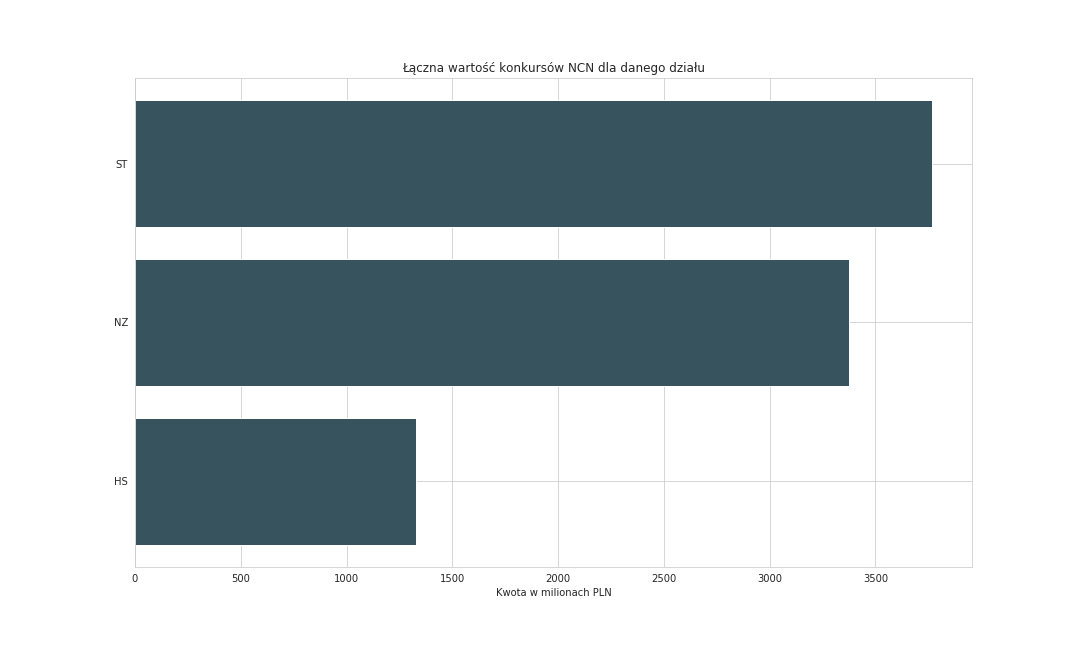 Łączna wartość konkursów NCN dla danego działu
ST
NZ
HS
0 500 1000 1500 2000 2500 3000 3500
Kwota w milionach PLN